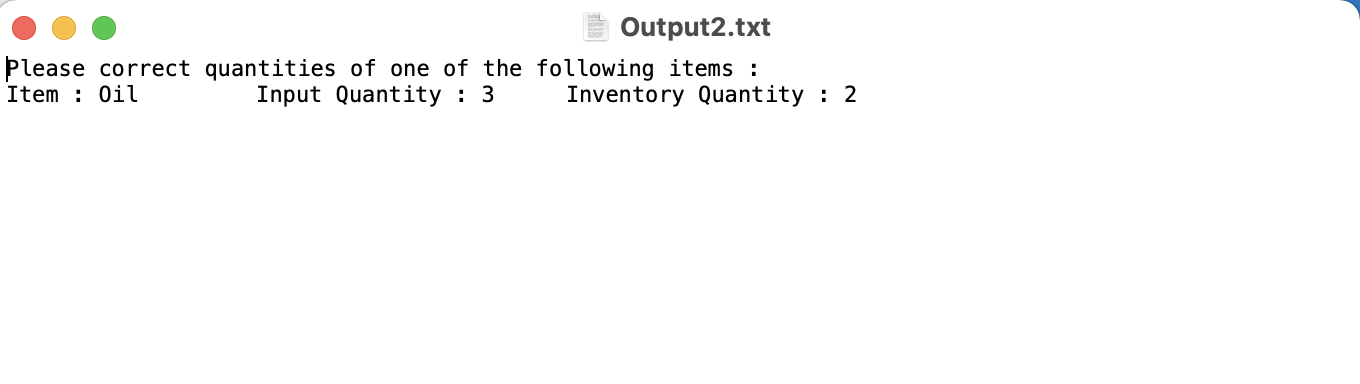 Output2.txt
Please correct quantities of one of the following items :
Item : Oil Input Quantity : 3 Inventory Quantity : 2